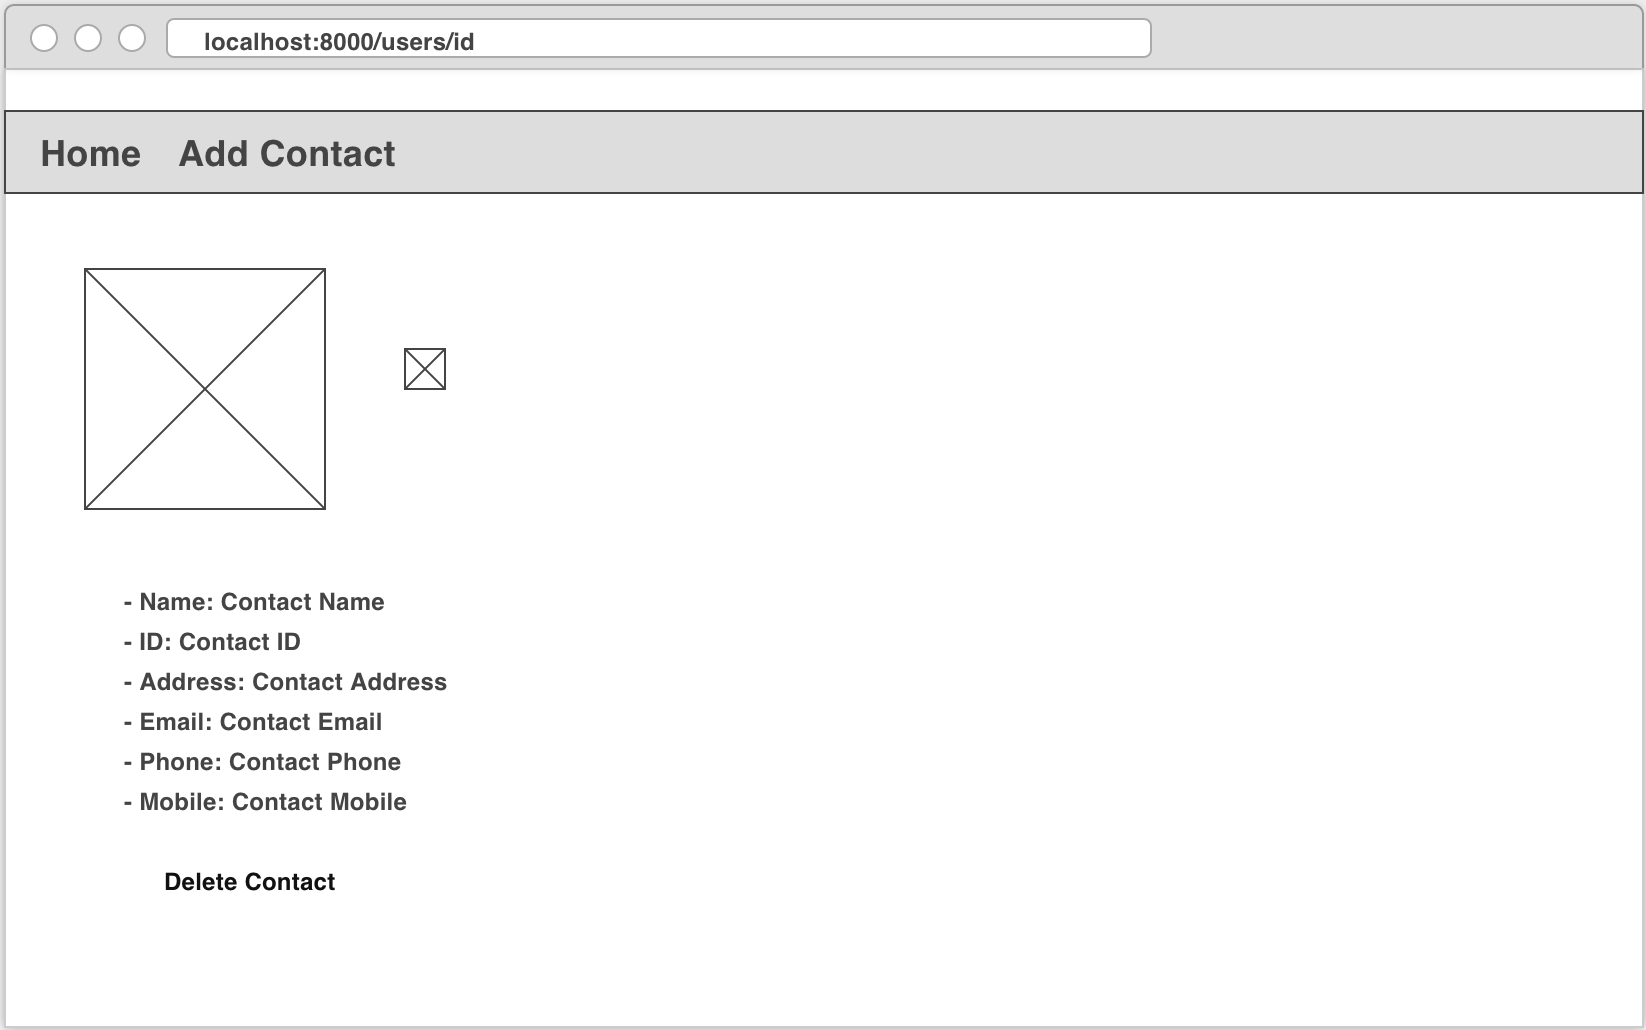 localhost:8000/users/id
Home Add Contact
- Name: Contact Name
- ID: Contact ID
- Address: Contact Address
- Email: Contact Email
- Phone: Contact Phone
- Mobile: Contact Mobile
Delete Contact